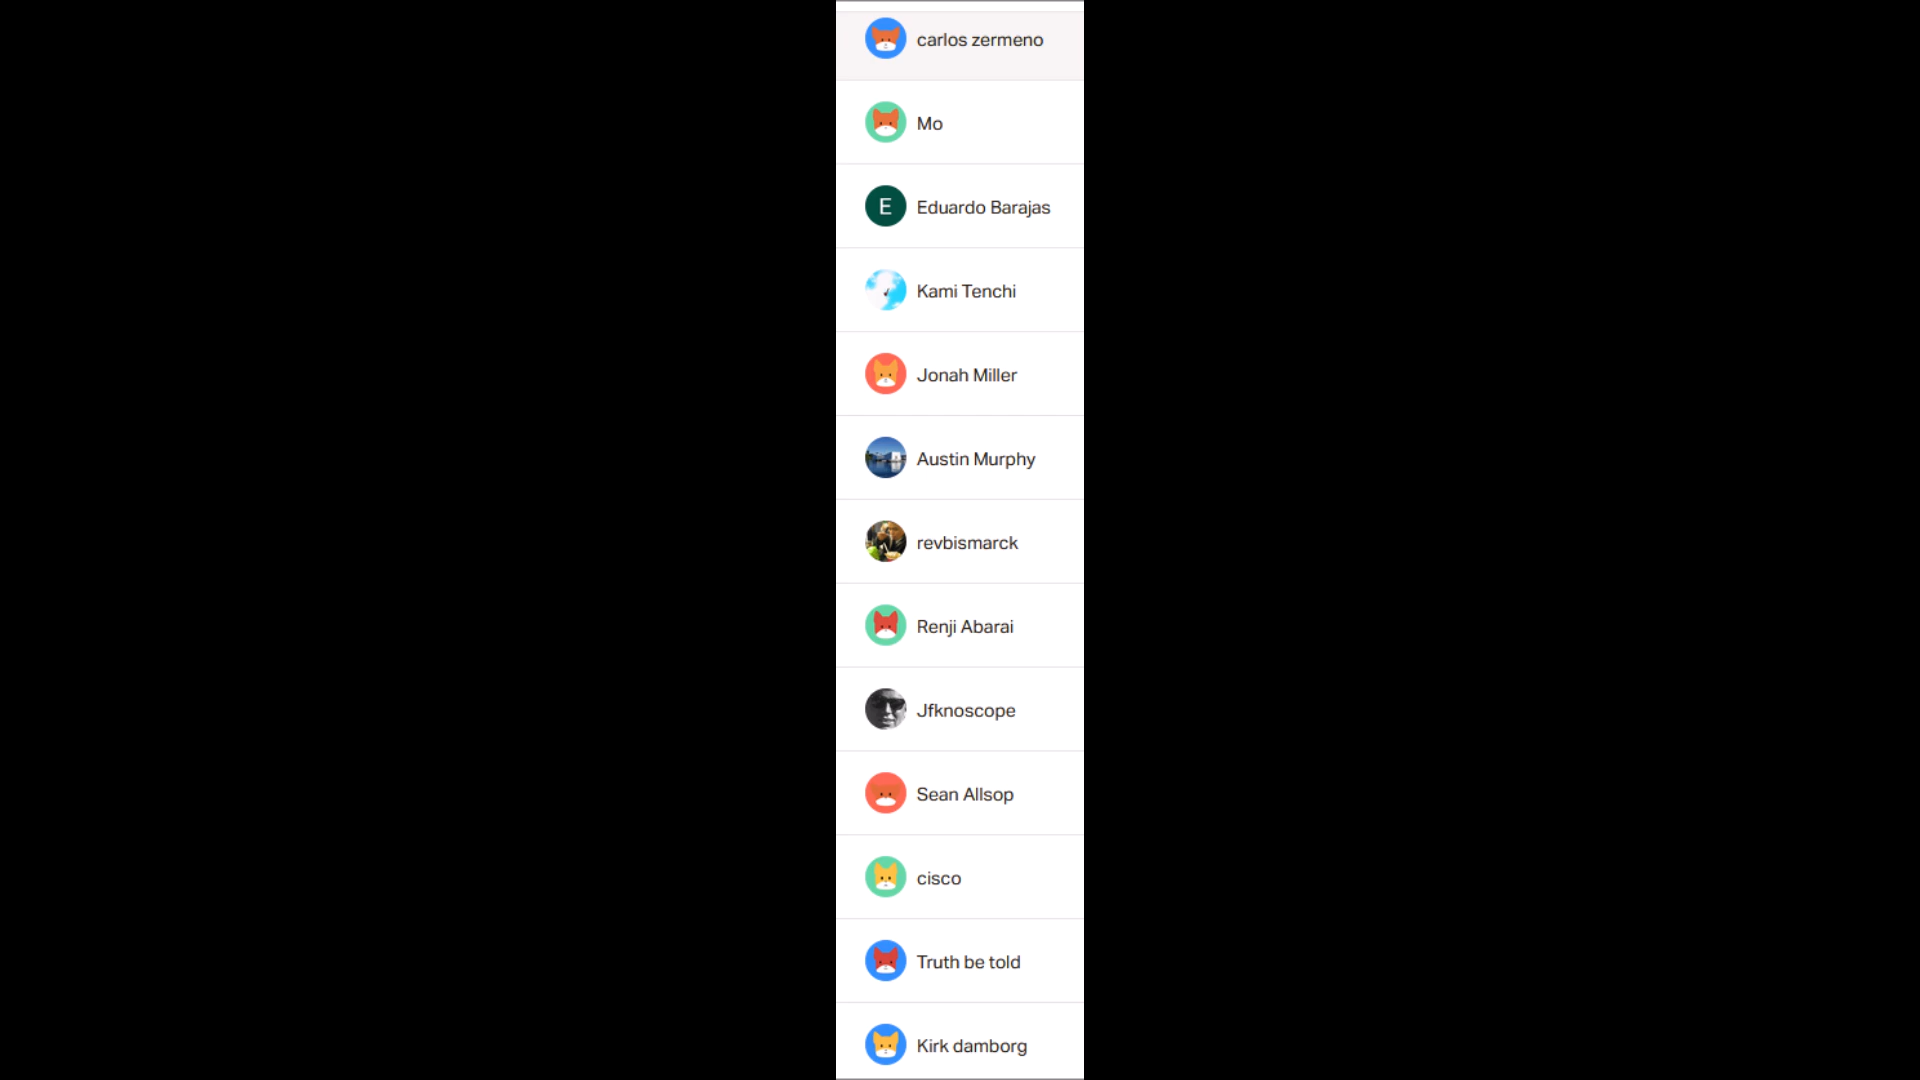 carlos zermeno
Mo
E
Eduardo Barajas
Kami Tenchi
Jonah Miller
Austin Murphy
revbismarck
Renji Abarai
Jfknoscope
Sean Allsop
cisco
Truth be told
Kirk damborg